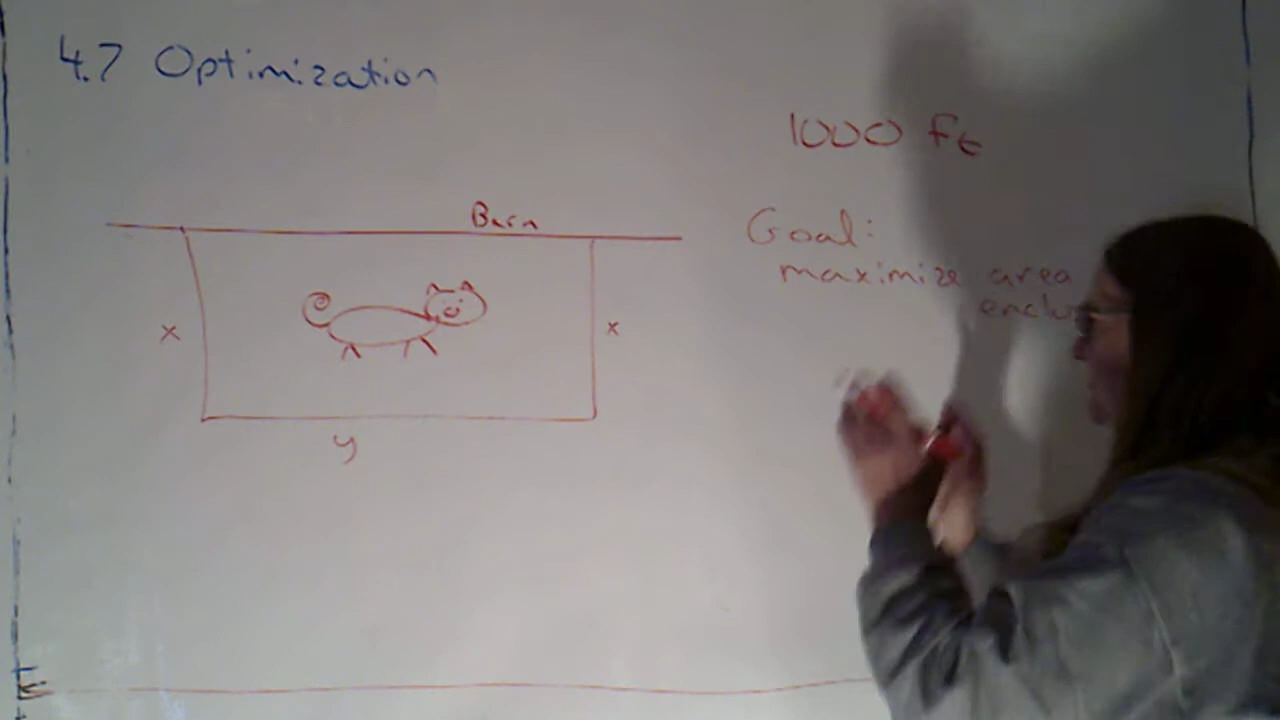 4.7 Optimization
1000 ft
Barn
Goal:
maximize area
x
x
y